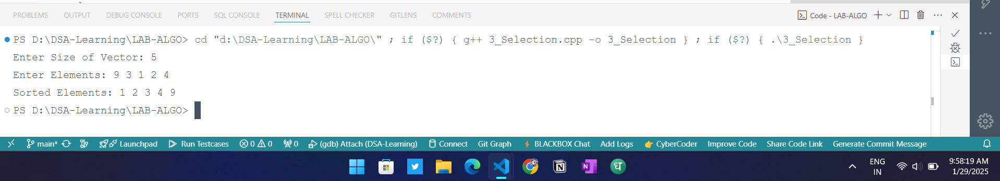 PROBLEMS OUTPUT DEBUG CONSOLE PORTS SQL CONSOLE TERMINAL SPELL CHECKER GITLENS COMMENTS Code - LAB-ALGO
PS D:\DSA-Learning\LAB-ALGO> cd "d:\DSA-Learning\LAB-ALGO\" ; if ($?) { g++ 3_Selection.cpp -o 3_Selection } ; if ($?) { .\3_Selection }
Enter Size of Vector: 5
Enter Elements: 9 3 1 2 4
Sorted Elements: 1 2 3 4 9
PS D:\DSA-Learning\LAB-ALGO>
main* Launchpad Run Testcases 0 0 0 (gdb) Attach (DSA-Learning) Connect Git Graph BLACKBOX Chat Add Logs CyberCoder Improve Code Share Code Link Generate Commit Message
N N ध ENG 9:58:19 AM
IN 1/29/2025